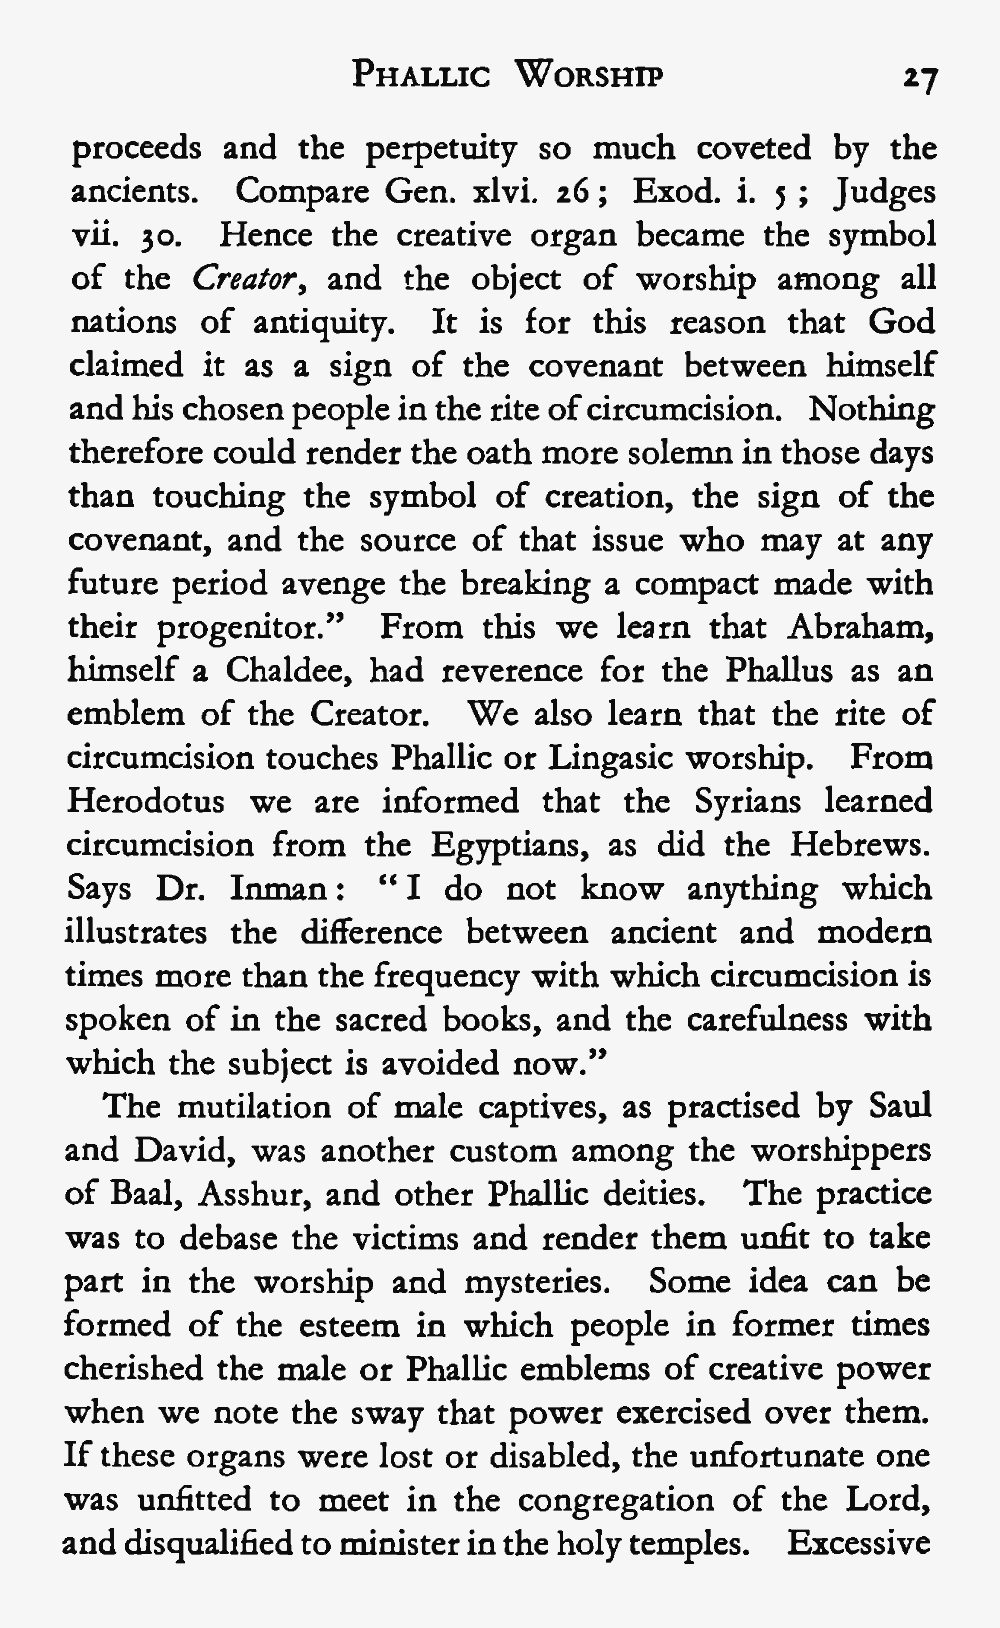 Phallic Worship 27
proceeds and the perpetuity so much coveted by the
ancients. Compare Gen. xlvi. 26 ; Exod. i. 5 ; Judges
vii. 30. Hence the creative organ became the symbol
of the Creator, and the object of worship among all
nations of antiquity. It is for this reason that God
claimed it as a sign of the covenant between himself
and his chosen people in the rite of circumcision. Nothing
therefore could render the oath more solemn in those days
than touching the symbol of creation, the sign of the
covenant, and the source of that issue who may at any
future period avenge the breaking a compact made with
their progenitor.” From this we learn that Abraham,
himself a Chaldee, had reverence for the Phallus as an
emblem of the Creator. We also learn that the rite of
circumcision touches Phallic or Lingasic worship. From
Herodotus we are informed that the Syrians learned
circumcision from the Egyptians, as did the Hebrews.
Says Dr. Inman : “ I do not know anything which
illustrates the difference between ancient and modern
times more than the frequency with which circumcision is
spoken of in the sacred books, and the carefulness with
which the subject is avoided now.”
The mutilation of male captives, as practised by Saul
and David, was another custom among the worshippers
of Baal, Asshur, and other Phallic deities. The practice
was to debase the victims and render them unfit to take
part in the worship and mysteries. Some idea can be
formed of the esteem in which people in former times
cherished the male or Phallic emblems of creative power
when we note the sway that power exercised over them.
If these organs were lost or disabled, the unfortunate one
was unfitted to meet in the congregation of the Lord,
and disqualified to minister in the holy temples. Excessive